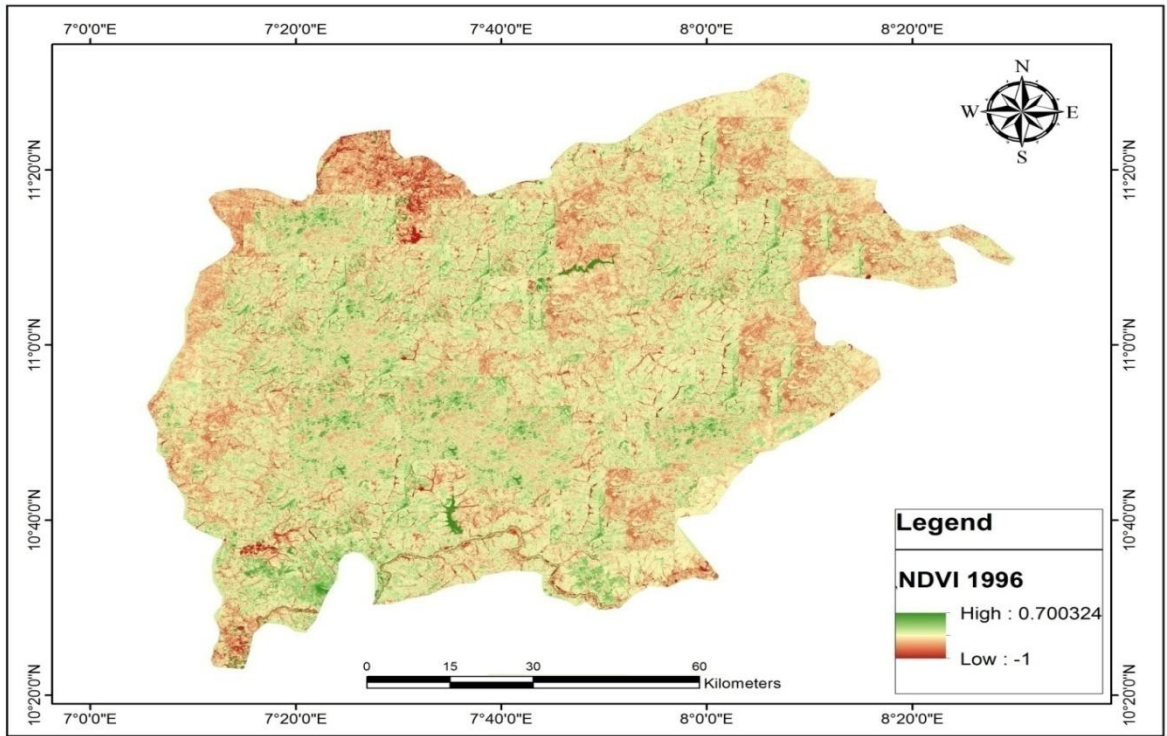 7°0'0"E 7°20'0"E 7°40'0"E 8°0'0"E 8°20'0"E
N
W E
S
11°20'0"N 11°20'0"N
11°0'0"N 11°0'0"N
10°40'0"N 10°40'0"N
Legend
NDVI 1996
High : 0.700324
Low : -1
0 15 30 60
Kilometers
10°20'0"N 10°20'0"N
7°0'0"E 7°20'0"E 7°40'0"E 8°0'0"E 8°20'0"E